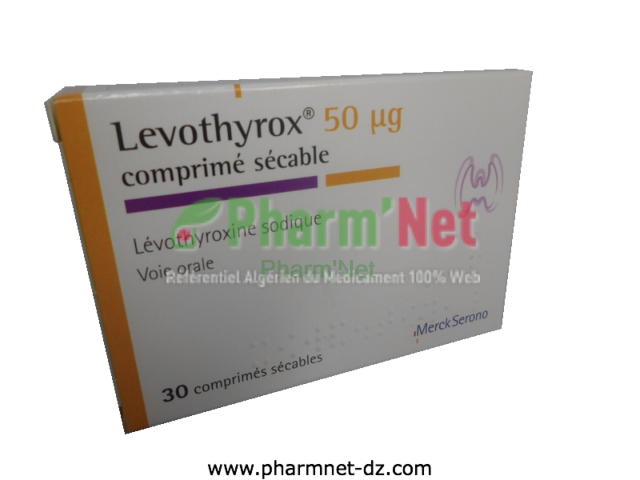 Levothyrox® 50 µg
comprimé sécable
Pharm'Net
Lévothyroxine sodique
Voie orale
Pharm'Net
Référentiel Algérien du Médicament 100% Web
MerckSerono
30 comprimés sécables
www.pharmnet-dz.com